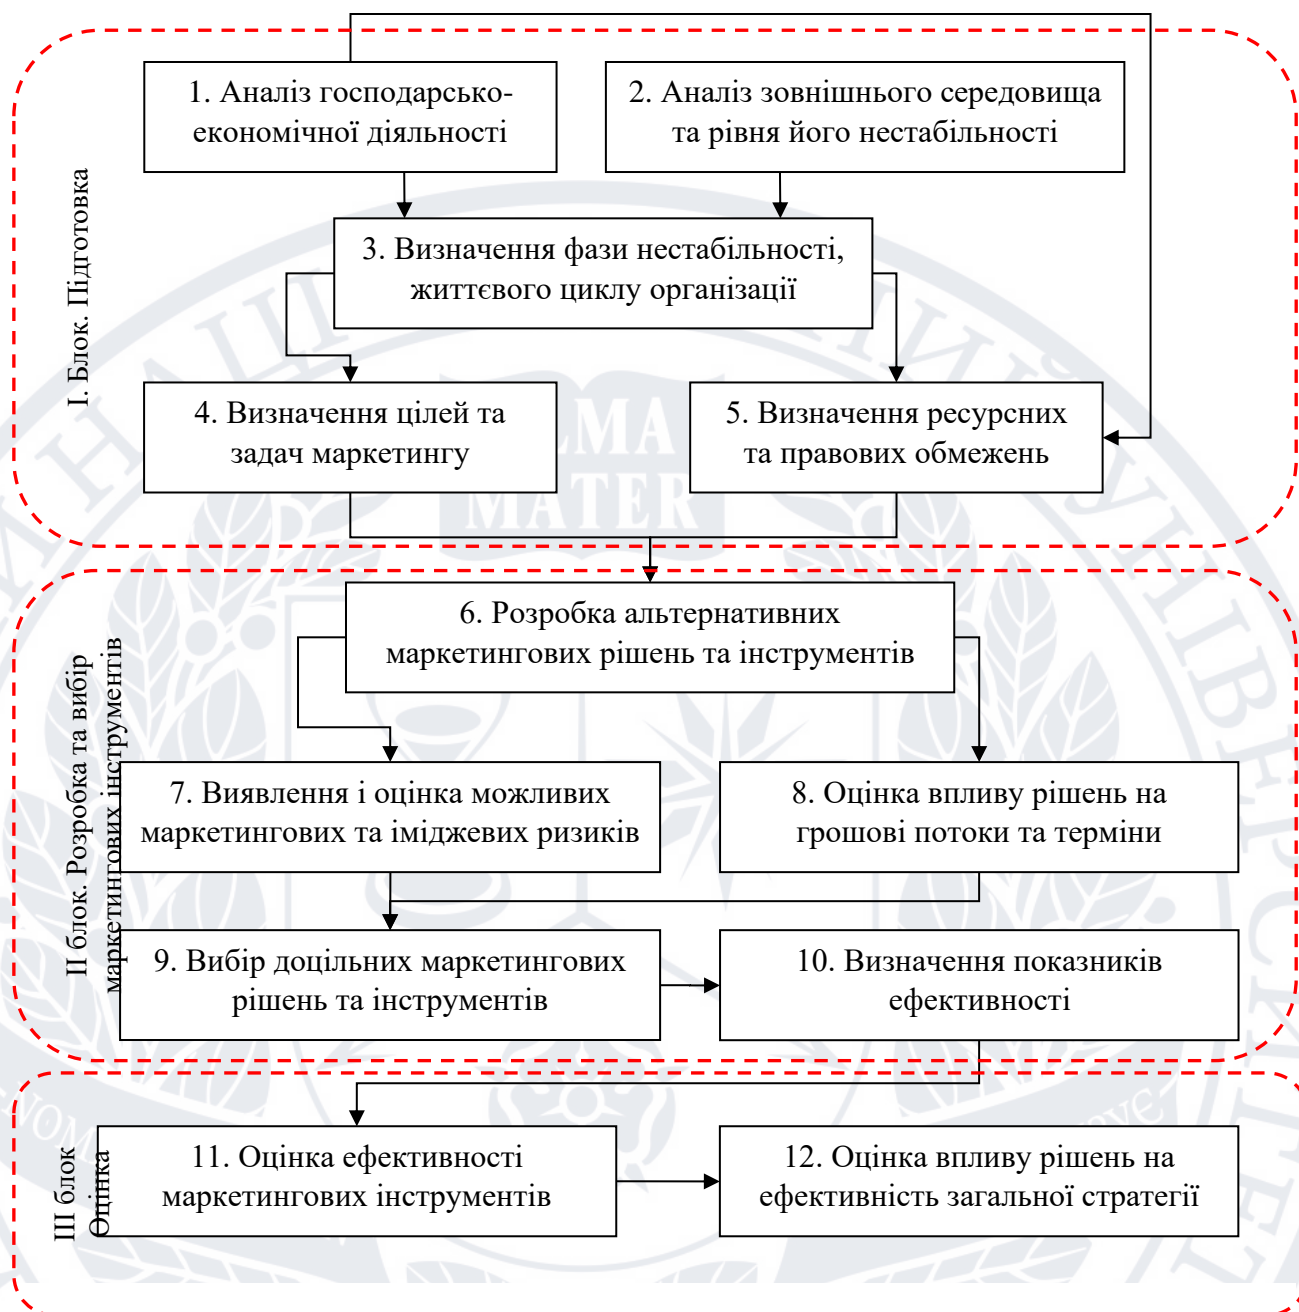 I. Блок. Підготовка
1. Аналіз господарсько-
економічної діяльності
2. Аналіз зовнішнього середовища
та рівня його нестабільності
3. Визначення фази нестабільності,
життєвого циклу організації
4. Визначення цілей та
задач маркетингу
5. Визначення ресурсних
та правових обмежень
ALMA
MATER
II блок. Розробка та вибір
маркетингових інструментів
6. Розробка альтернативних
маркетингових рішень та інструментів
7. Виявлення і оцінка можливих
маркетингових та іміджевих ризиків
8. Оцінка впливу рішень на
грошові потоки та терміни
9. Вибір доцільних маркетингових
рішень та інструментів
10. Визначення показників
ефективності
III блок
Оцінка
11. Оцінка ефективності
маркетингових інструментів
12. Оцінка впливу рішень на
ефективність загальної стратегії